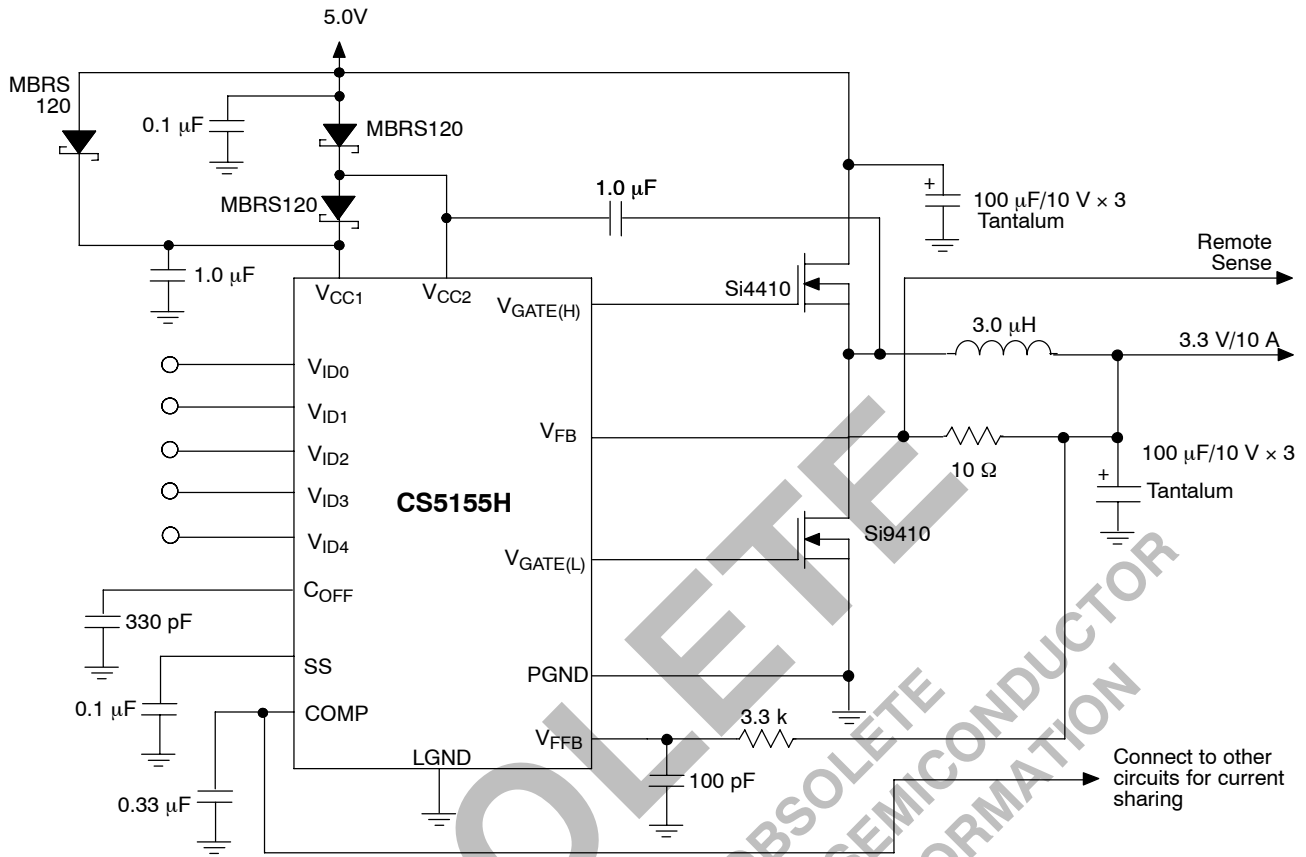 5.0V
MBRS
120
0.1 μF
MBRS120
MBRS120
1.0 μF
1.0 μF
+
100 μF/10 V × 3
Tantalum
Remote
Sense
VCC1
VCC2
VGATE(H)
Si4410
3.0 μH
3.3 V/10 A
VID0
VID1
VID2
VID3
VID4
VFB
10 Ω
100 μF/10 V × 3
+
Tantalum
CS5155H
VGATE(L)
Si9410
COFF
330 pF
SS
0.1 μF
COMP
PGND
VFFB
3.3 k
100 pF
LGND
0.33 μF
Connect to other
circuits for current
sharing
OLETE
OBSOLETE
SEMICONDUCTOR
ORMATION